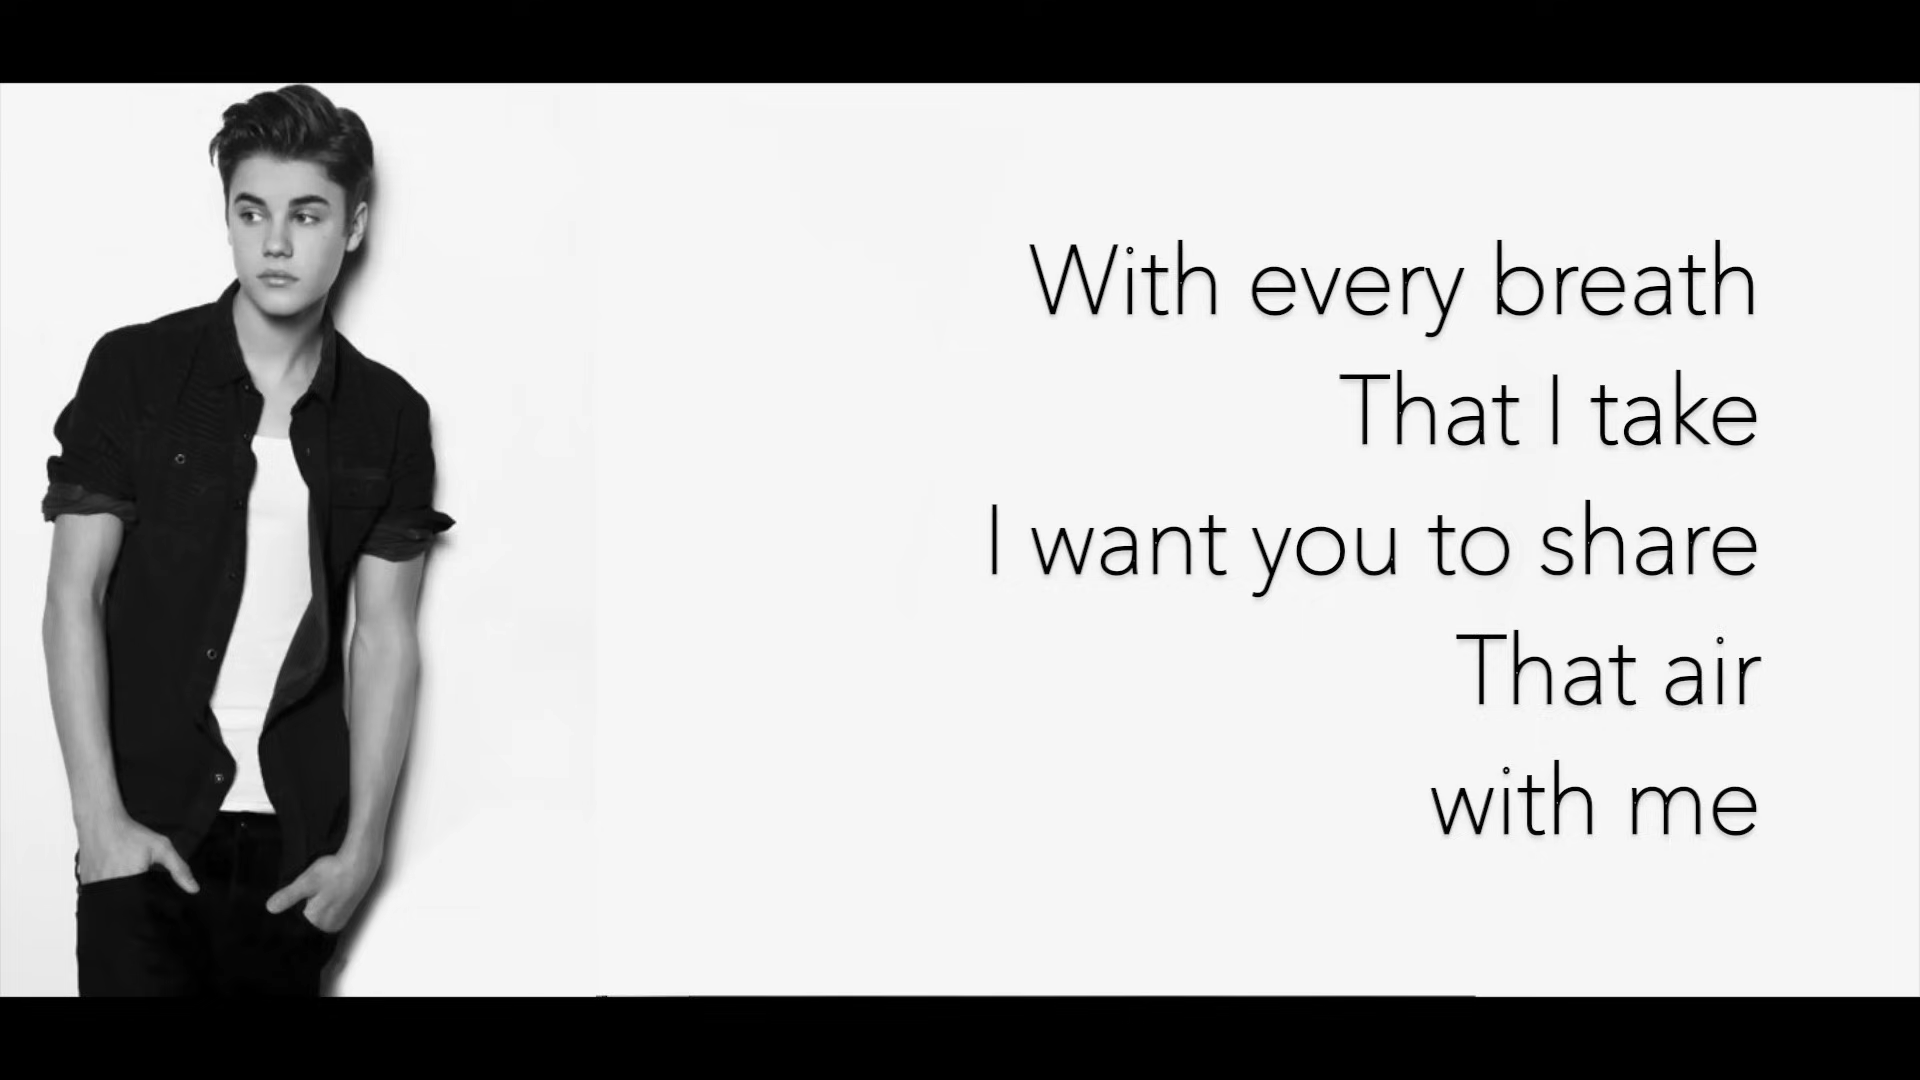 With every breath
That I take
I want you to share
That air
with me